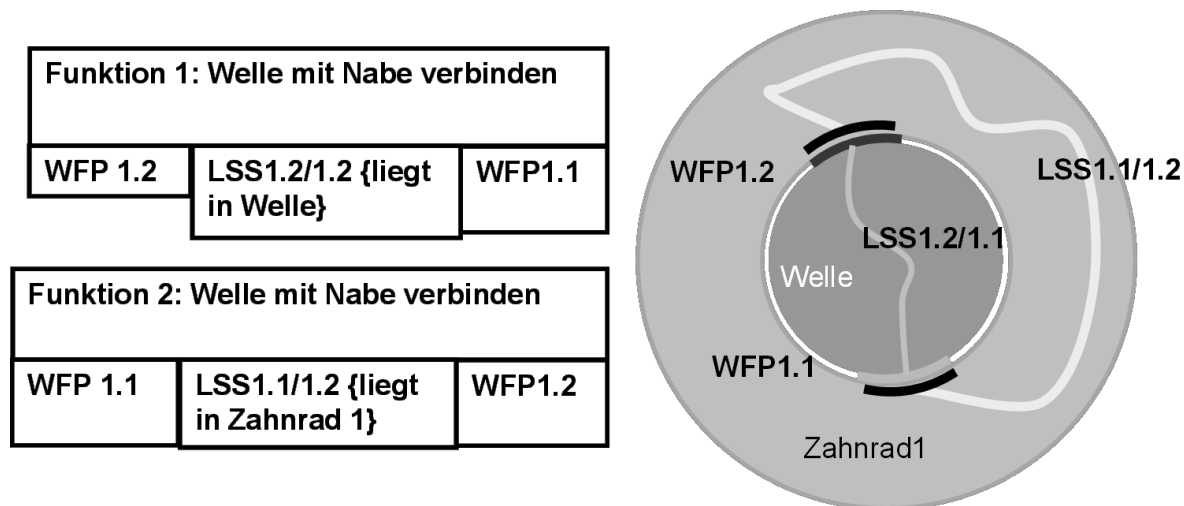 Funktion 1: Welle mit Nabe verbinden
WFP 1.2
LSS1.2/1.2 {liegt
in Welle}
WFP1.1
Funktion 2: Welle mit Nabe verbinden
WFP 1.1
LSS1.1/1.2 {liegt
in Zahnrad 1}
WFP1.2
WFP1.2
LSS1.1/1.2
LSS1.2/1.1
Welle
WFP1.1
Zahnrad1